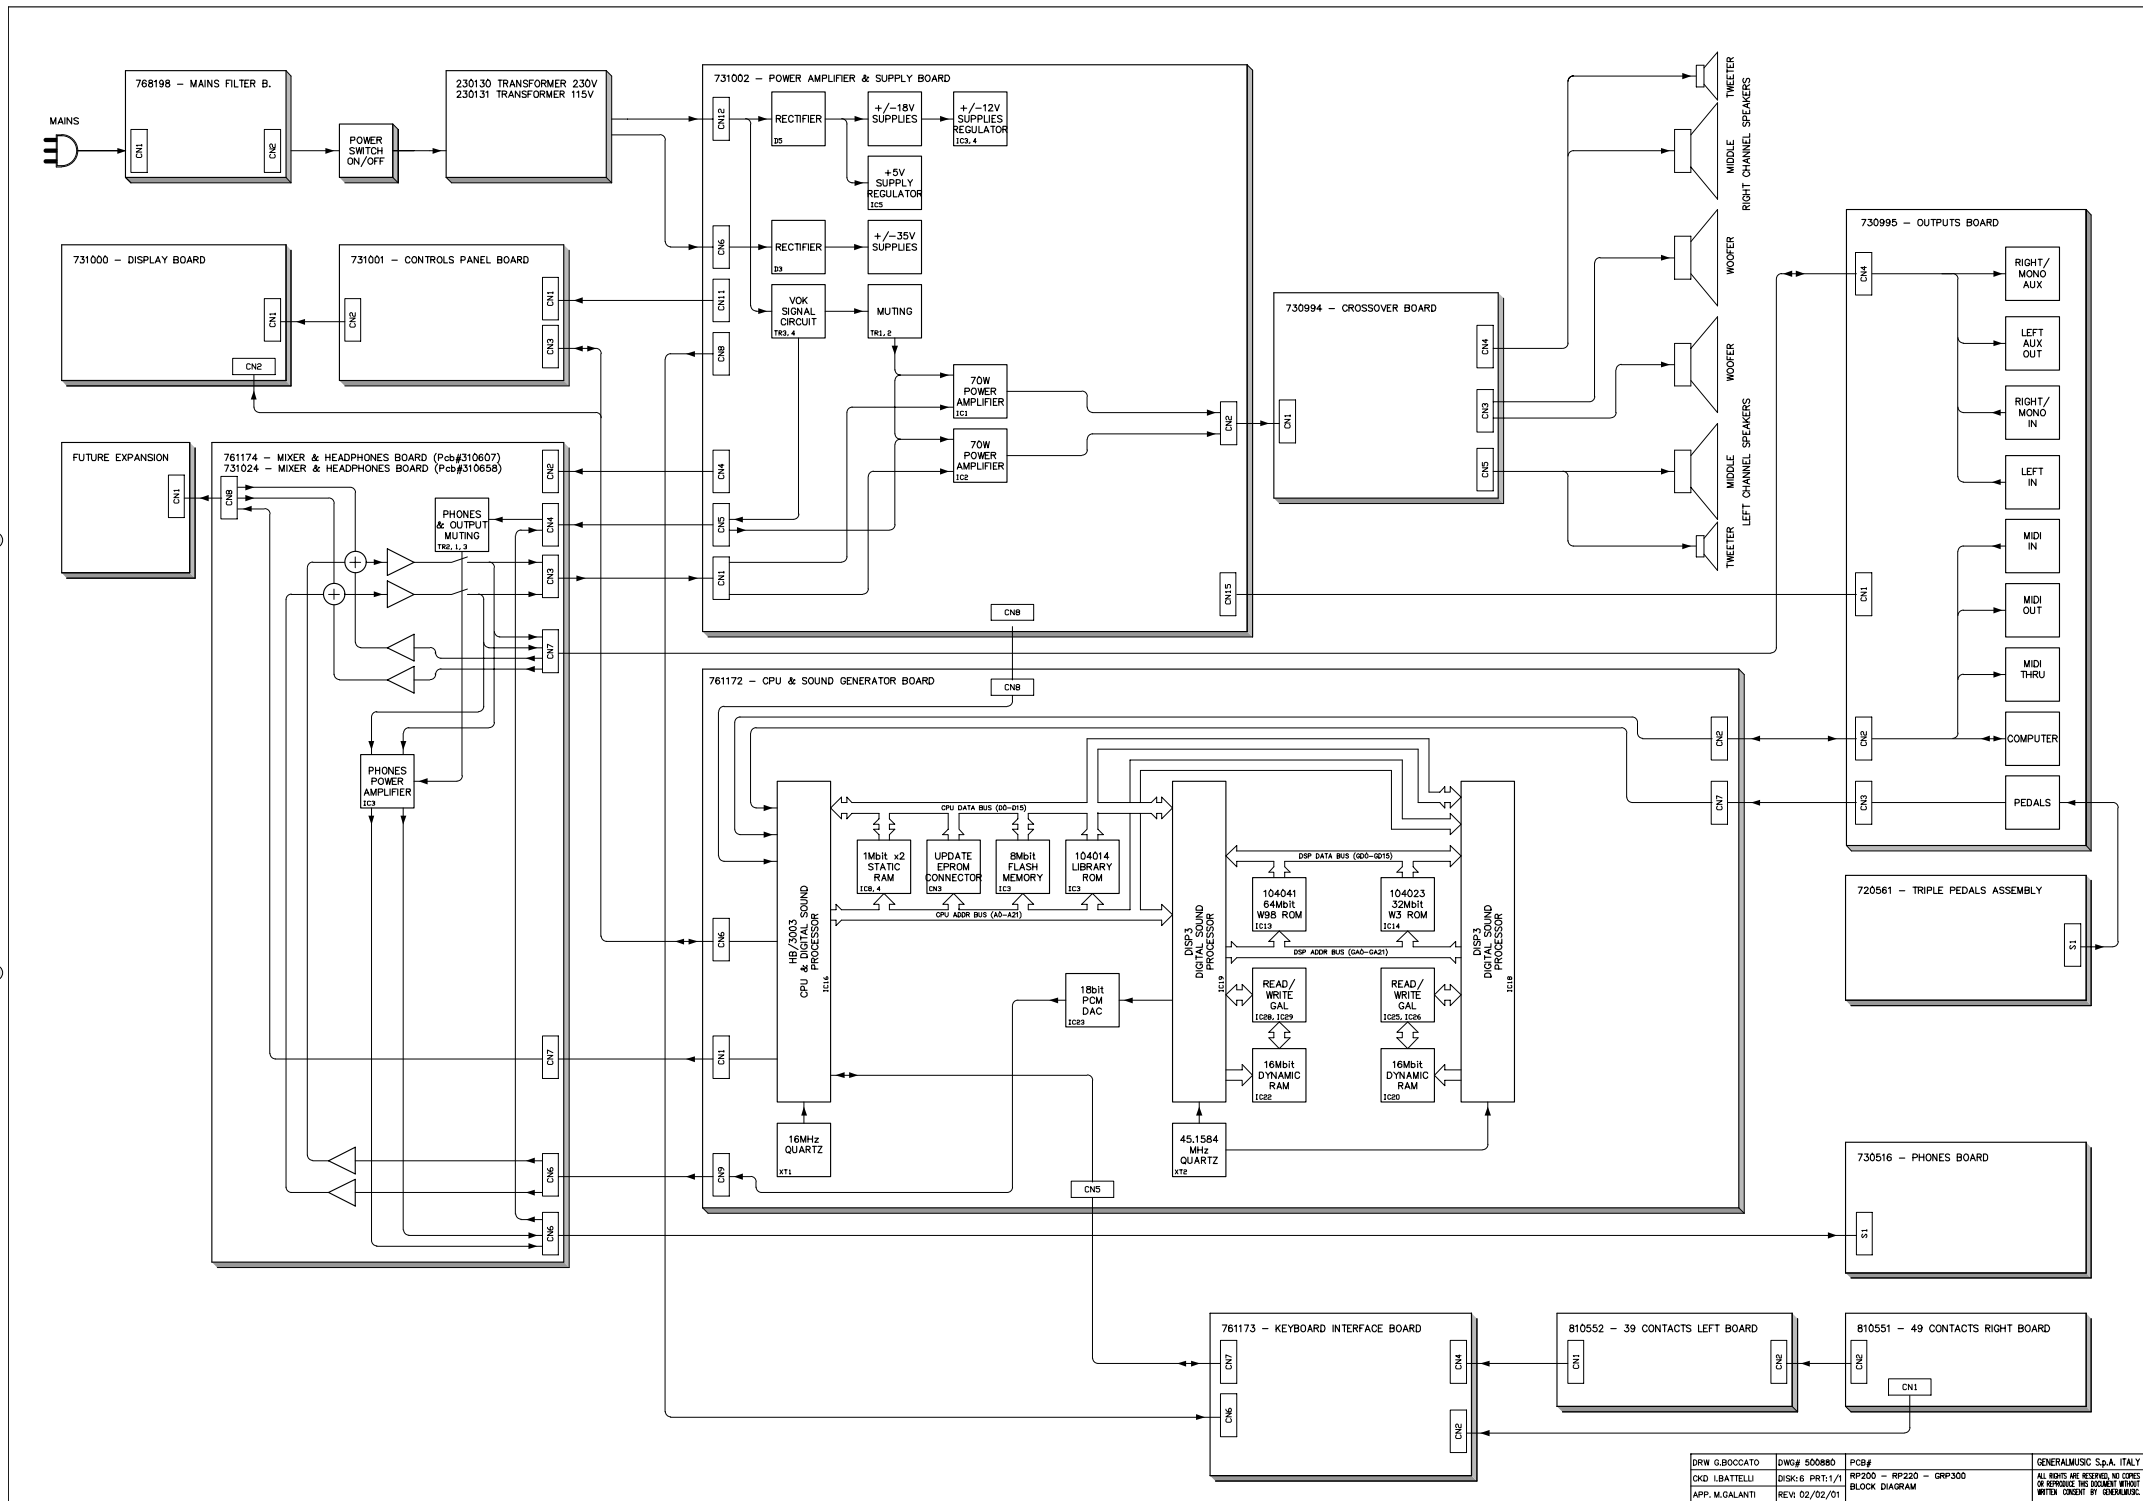 MAINS
768198 - MAINS FILTER B.
CN1
CN2
POWER
SWITCH
ON/OFF
230130 TRANSFORMER 230V
230131 TRANSFORMER 115V
731002 - POWER AMPLIFIER & SUPPLY BOARD
CN12
RECTIFIER
D5
+/-18V
SUPPLIES
+/-12V
SUPPLIES
REGULATOR
IC3, 4
+5V
SUPPLY
REGULATOR
IC5
CN6
RECTIFIER
D3
+/-35V
SUPPLIES
CN11
VOK
SIGNAL
CIRCUIT
TR3, 4
MUTING
TR1, 2
CN8
70W
POWER
AMPLIFIER
IC1
70W
POWER
AMPLIFIER
IC2
CN2
CN4
CN5
CN1
CN15
CN8
731000 - DISPLAY BOARD
CN1
CN2
731001 - CONTROLS PANEL BOARD
CN2
CN1
CN3
FUTURE EXPANSION
CN1
761174 - MIXER & HEADPHONES BOARD (Pcb#310607)
731024 - MIXER & HEADPHONES BOARD (Pcb#310658)
CN8
CN2
PHONES
& OUTPUT
MUTING
TR2, 1, 3
CN4
CN3
CN7
PHONES
POWER
AMPLIFIER
IC3
CN7
CN6
CN6
730994 - CROSSOVER BOARD
CN1
CN4
CN3
CN5
TWEETER
MIDDLE
RIGHT CHANNEL SPEAKERS
WOOFER
WOOFER
LEFT CHANNEL SPEAKERS
MIDDLE
TWEETER
730995 - OUTPUTS BOARD
CN4
RIGHT/
MONO
AUX
LEFT
AUX
OUT
RIGHT/
MONO
IN
LEFT
IN
MIDI
IN
CN1
MIDI
OUT
MIDI
THRU
CN2
COMPUTER
CN3
PEDALS
720561 - TRIPLE PEDALS ASSEMBLY
S1
761172 - CPU & SOUND GENERATOR BOARD
CN8
CN2
CN7
CPU DATA BUS (D0-D15)
1Mbit x2
STATIC
RAM
IC8, 4
UPDATE
EPROM
CONNECTOR
CN3
8Mbit
FLASH
MEMORY
IC3
104014
LIBRARY
ROM
IC3
CPU ADDR BUS (A0-A21)
H8/3003
CPU & DIGITAL SOUND
PROCESSOR
IC16
DISP3
DIGITAL SOUND
PROCESSOR
IC19
DISP3
DIGITAL SOUND
PROCESSOR
IC18
DSP DATA BUS (GD0-GD15)
104041
64Mbit
W98 ROM
IC13
104023
32Mbit
W3 ROM
IC14
DSP ADDR BUS (GA0-GA21)
READ/
WRITE
GAL
IC28, IC29
READ/
WRITE
GAL
IC25, IC26
16Mbit
DYNAMIC
RAM
IC22
16Mbit
DYNAMIC
RAM
IC20
18bit
PCM
DAC
IC23
CN6
CN1
CN9
16MHz
QUARTZ
XT1
45.1584
MHz
QUARTZ
XT2
CN5
730516 - PHONES BOARD
S1
761173 - KEYBOARD INTERFACE BOARD
CN7
CN6
CN4
CN2
810552 - 39 CONTACTS LEFT BOARD
CN1
CN2
810551 - 49 CONTACTS RIGHT BOARD
CN2
CN1
DRW G.BOCCATO
DWG# 500880
PCB#
GENERALMUSIC S.p.A. ITALY
CKD I.BATTELLI
DISK:6 PRT:1/1
RP200 - RP220 - GRP300
BLOCK DIAGRAM
APP. M.GALANTI
REV: 02/02/01
ALL RIGHTS ARE RESERVED, NO COPIES
OR REPRODUCE THIS DOCUMENT WITHOUT
WRITTEN CONSENT BY GENERALMUSIC.